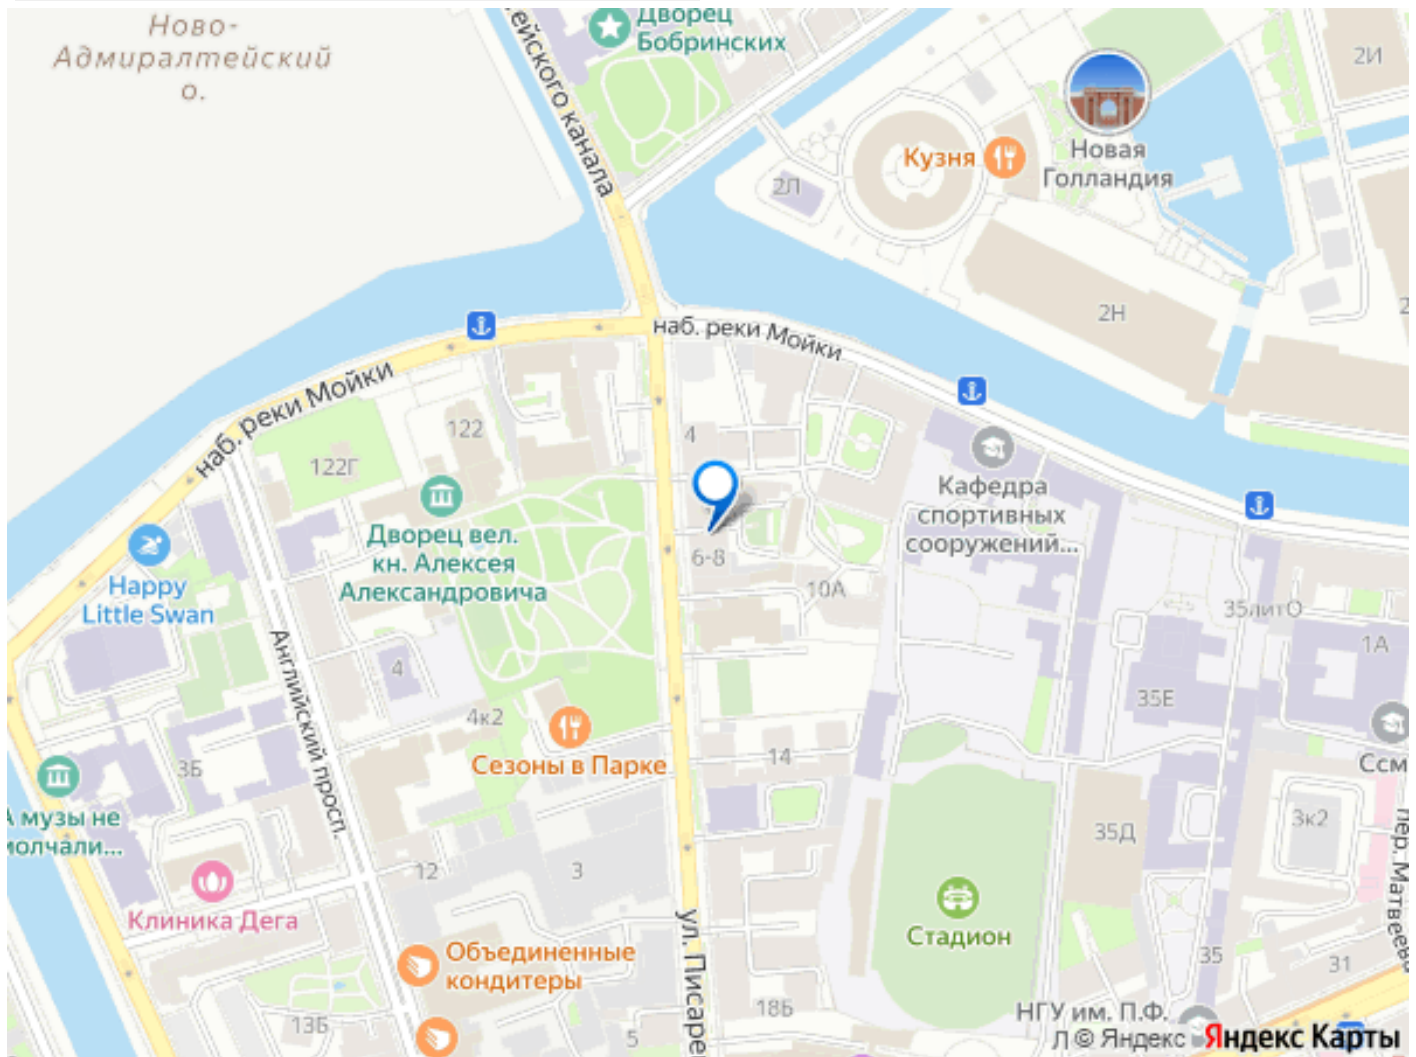 Ново-
Адмиралтейский
о.
Дворец
Бобринских
2И
ейского канала
Кузня
Новая
Голландия
2Л
2Н
2
наб. реки Мойки
наб. реки Мойки
4
122
122Г
Кафедра
спортивных
сооружений...
Дворец вел.
кн. Алексея
Александровича
6-8
10А
Happy
Little Swan
35литО
1А
Английский просп.
4
35Е
4к2
Сезоны в Парке
14
3Б
Ссм
А музы не
молчали...
35Д
3к2
пер. Матвеева
12
3
Клиника Дега
ул. Писаре
Стадион
Объединенные
кондитеры
35
31
13Б
5
18Б
НГУ им. П.Ф.
Л © Яндекс Яндекс Карты